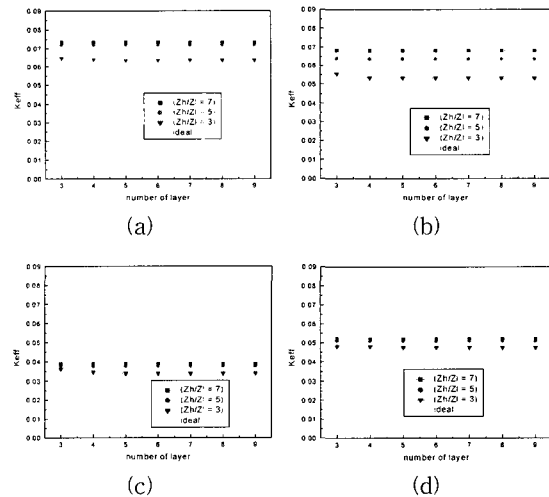 0.09
0.08
0.07
0.06
0.05
0.04
0.03
0.02
0.01
0.00
Keff
(Zh/Zl = 7)
(Zh/Zl = 5)
(Zh/Zl = 3)
ideal
3 4 5 6 7 8 9
number of layer
(a)
0.09
0.08
0.07
0.06
0.05
0.04
0.03
0.02
0.01
0.00
Keff
(Zh/Zl = 7)
(Zh/Zl = 5)
(Zh/Zl = 3)
ideal
3 4 5 6 7 8 9
number of layer
(b)
0.09
0.08
0.07
0.06
0.05
0.04
0.03
0.02
0.01
0.00
Keff
(Zh/Zl = 7)
(Zh/Zl = 5)
(Zh/Zl = 3)
ideal
3 4 5 6 7 8 9
number of layer
(c)
0.09
0.08
0.07
0.06
0.05
0.04
0.03
0.02
0.01
0.00
Keff
(Zh/Zl = 7)
(Zh/Zl = 5)
(Zh/Zl = 3)
ideal
3 4 5 6 7 8 9
number of layer
(d)